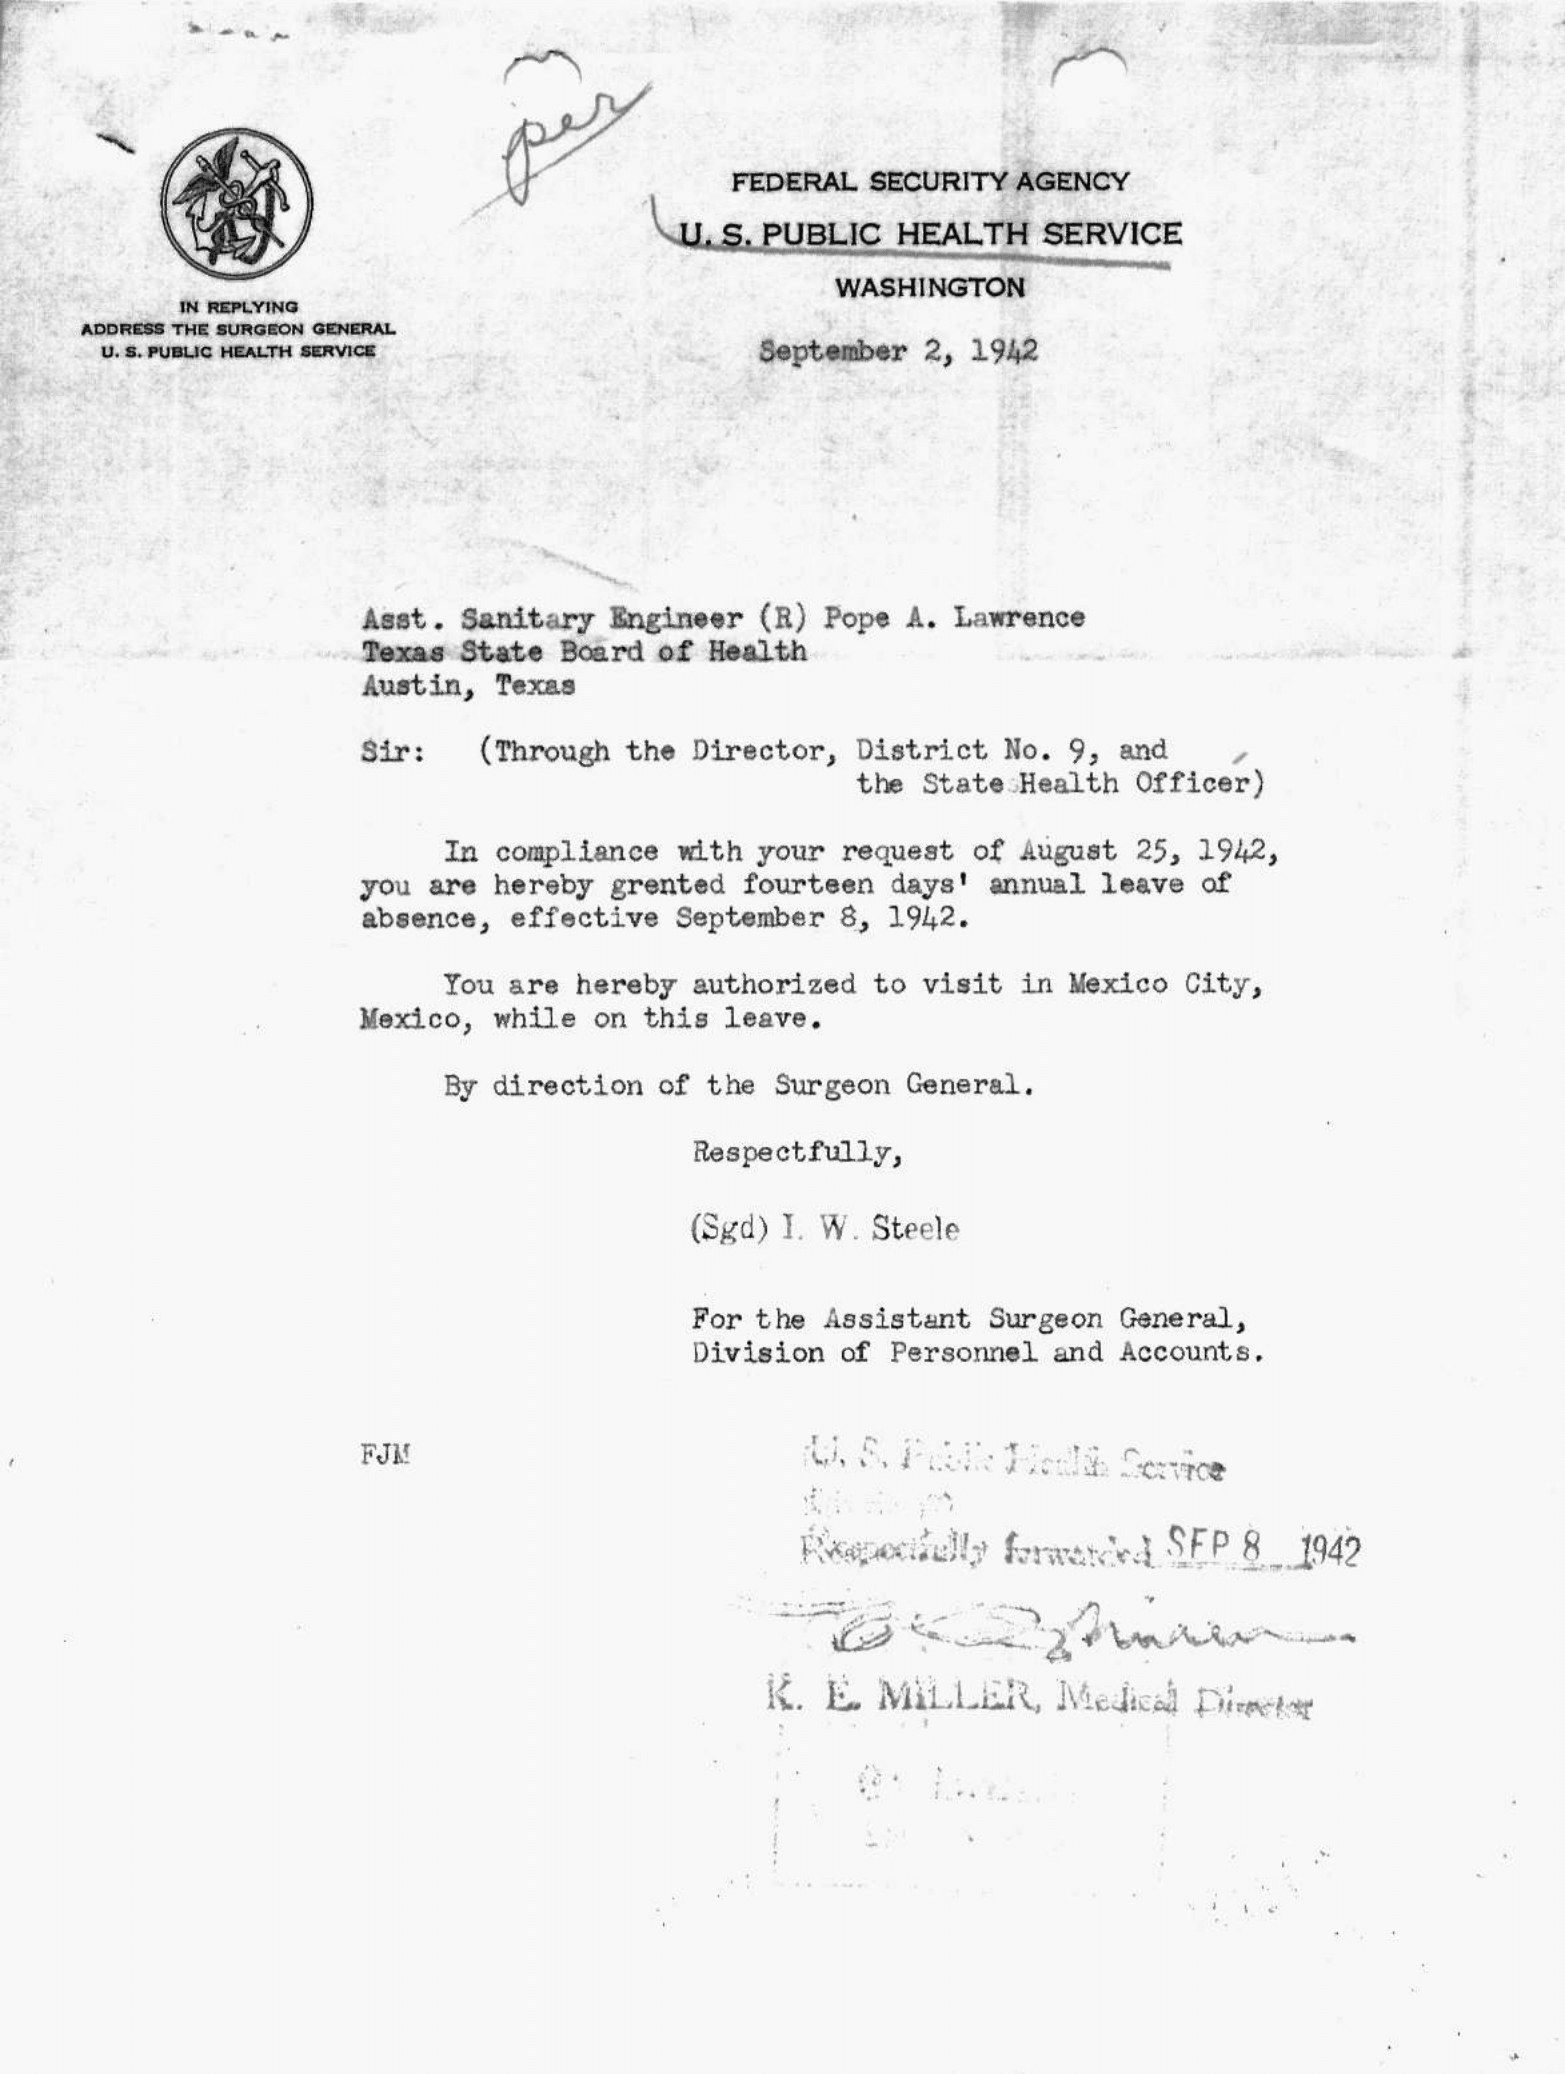 per
FEDERAL SECURITY AGENCY
U. S. PUBLIC HEALTH SERVICE
WASHINGTON
IN REPLYING
ADDRESS THE SURGEON GENERAL
U. S. PUBLIC HEALTH SERVICE
September 2, 1942
Asst. Sanitary Engineer (R) Pope A. Lawrence
Texas State Board of Health
Austin, Texas
Sir: (Through the Director, District No. 9, and
the State Health Officer)
In compliance with your request of August 25, 1942,
you are hereby grented fourteen days' annual leave of
absence, effective September 8, 1942.
You are hereby authorized to visit in Mexico City,
Mexico, while on this leave.
By direction of the Surgeon General.
Respectfully,
(Sgd) I. W. Steele
For the Assistant Surgeon General,
Division of Personnel and Accounts.
FJM
U. S. Public Health Service
Respectfully forwarded SEP 8 1942
K. E. MILLER, Medical Director